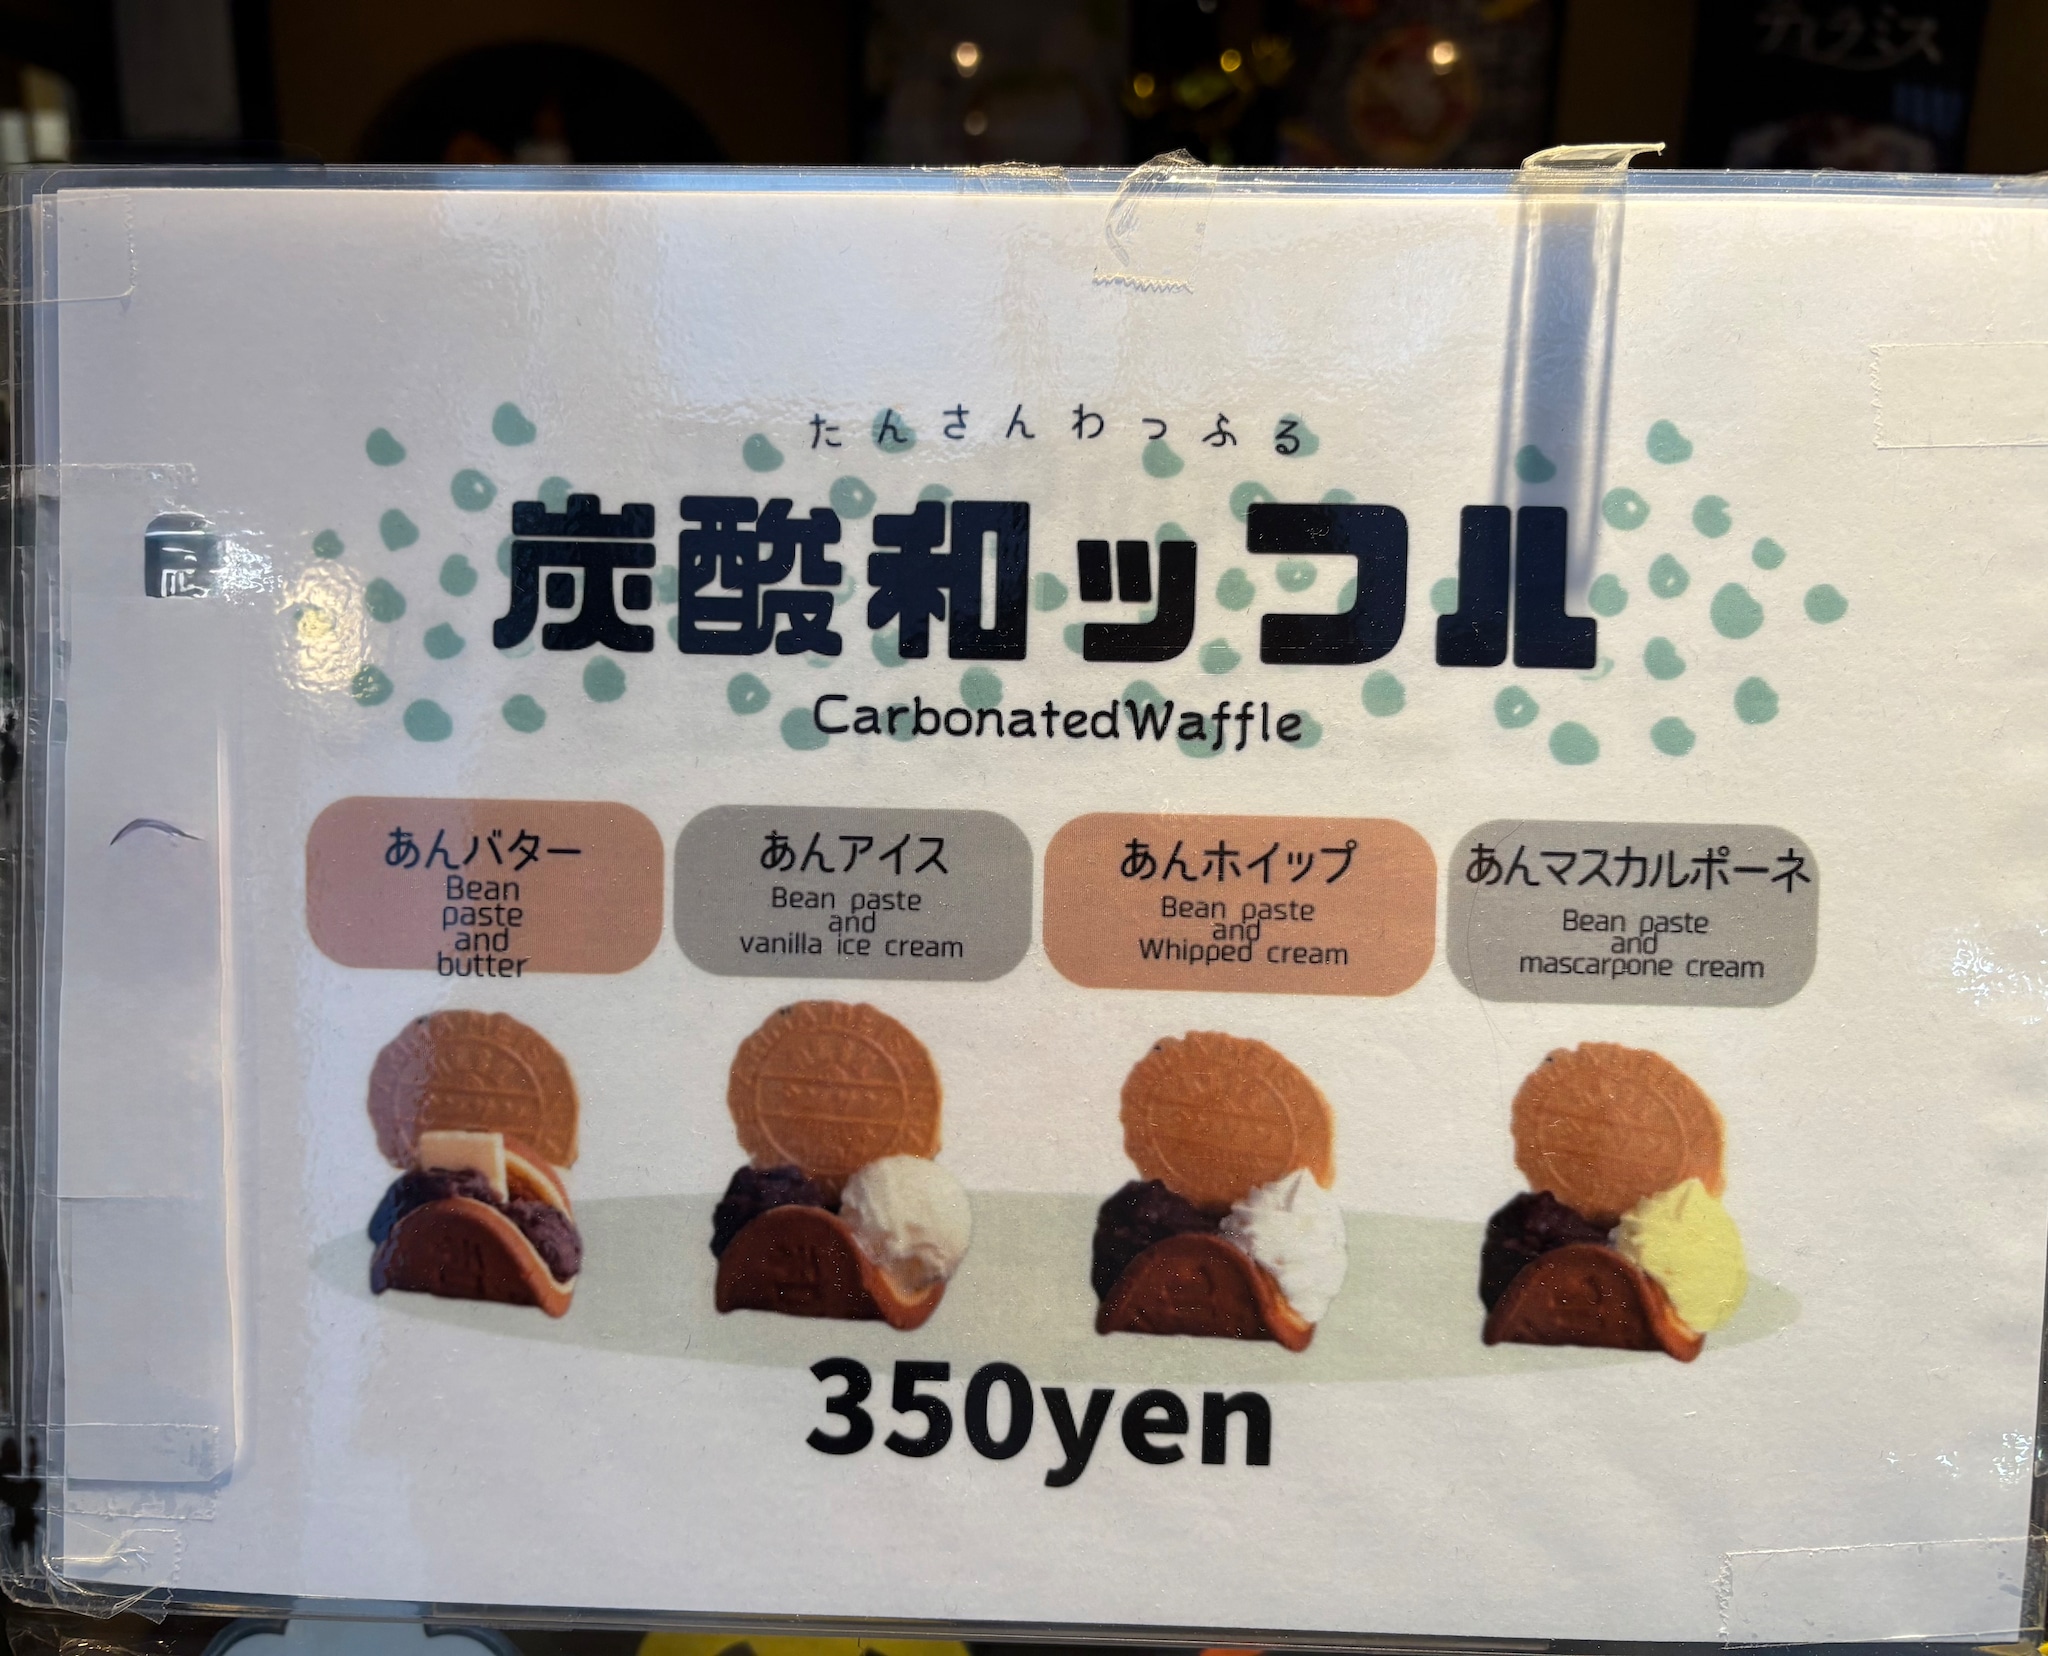 たんさんわっふる
炭酸和ッフル
CarbonatedWaffle
あんバター
Bean
paste
and
butter
あんアイス
Bean paste
and
vanilla ice cream
あんホイップ
Bean paste
and
Whipped cream
あんマスカルポーネ
Bean paste
and
mascarpone cream
350yen